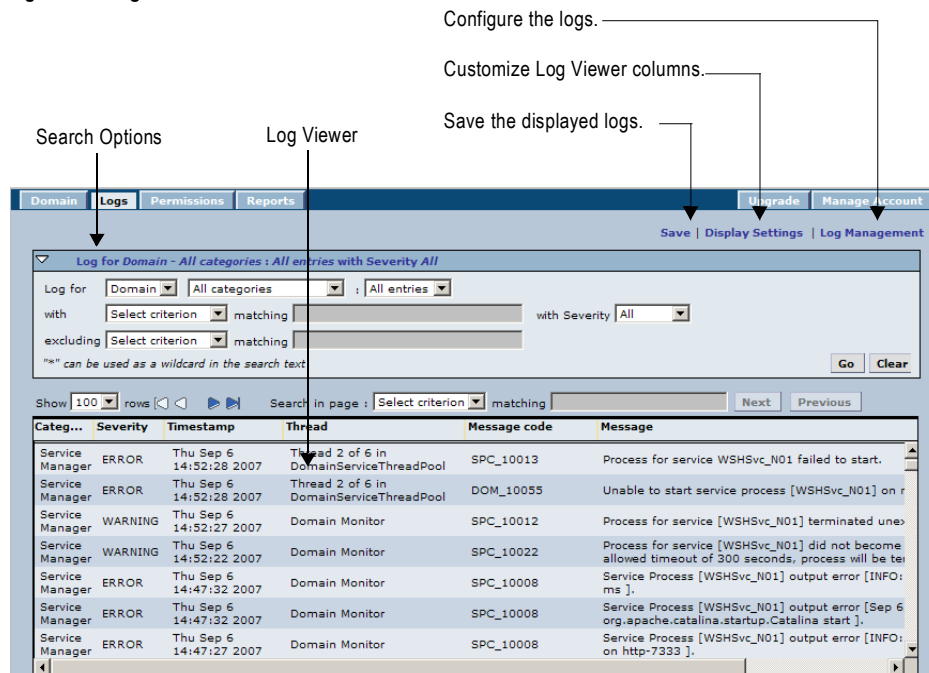 Configure the logs.
Customize Log Viewer columns.
Save the displayed logs.
Search Options
Log Viewer
Domain Logs Permissions Reports Upgrade Manage Account
Save | Display Settings | Log Management
Log for Domain - All categories : All entries with Severity All
Log for Domain All categories : All entries
with Select criterion matching with Severity All
excluding Select criterion matching
"*" can be used as a wildcard in the search text
Go Clear
Show 100 rows Search in page : Select criterion matching Next Previous
Categ... Severity Timestamp Thread Message code Message
Service Manager ERROR Thu Sep 6 14:52:28 2007 Thread 2 of 6 in DomainServiceThreadPool SPC_10013 Process for service WSHSvc_N01 failed to start.
Service Manager ERROR Thu Sep 6 14:52:28 2007 Thread 2 of 6 in DomainServiceThreadPool DOM_10055 Unable to start service process [WSHSvc_N01] on
Service Manager WARNING Thu Sep 6 14:52:27 2007 Domain Monitor SPC_10012 Process for service [WSHSvc_N01] terminated
Service Manager WARNING Thu Sep 6 14:52:22 2007 Domain Monitor SPC_10022 Process for service [WSHSvc_N01] did not become allowed timeout of 300 seconds, process will be
Service Manager ERROR Thu Sep 6 14:47:32 2007 Domain Monitor SPC_10008 Service Process [WSHSvc_N01] output error [INFO: ms ].
Service Manager ERROR Thu Sep 6 14:47:32 2007 Domain Monitor SPC_10008 Service Process [WSHSvc_N01] output error [Sep 6 org.apache.catalina.startup.Catalina start ].
Service Manager ERROR Thu Sep 6 14:47:27 2007 Domain Monitor SPC_10008 Service Process [WSHSvc_N01] output error [INFO: on http-7333 ].